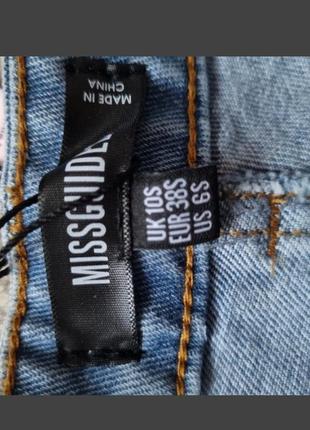 MISSGUIDED
MADE IN
CHINA
UK 10S
EUR 38S
US 6S